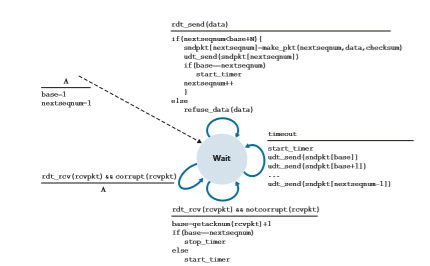 rdt_send(data)
if(nextseqnum<base+N){
sndpkt[nextseqnum]=make_pkt(nextseqnum,data,checksum)
udt_send(sndpkt[nextseqnum])
if(base==nextseqnum)
start_timer
nextseqnum++
}
else
refuse_data(data)
Λ
base=1
nextseqnum=1
Wait
timeout
start_timer
udt_send(sndpkt[base])
udt_send(sndpkt[base+1])
...
udt_send(sndpkt[nextseqnum-1])
rdt_rcv(rcvpkt) && corrupt(rcvpkt)
Λ
rdt_rcv(rcvpkt) && notcorrupt(rcvpkt)
base=getacknum(rcvpkt)+1
If(base==nextseqnum)
stop_timer
else
start_timer